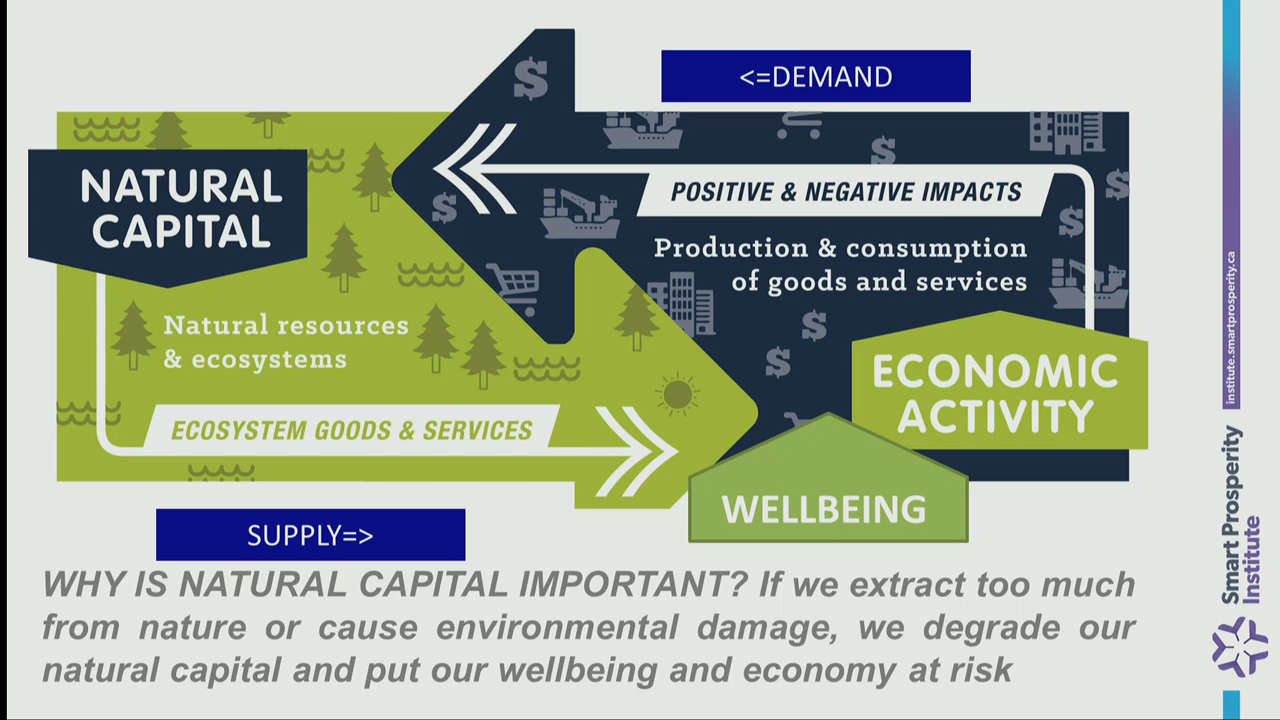 <=DEMAND
NATURAL
CAPITAL
POSITIVE & NEGATIVE IMPACTS
Production & consumption
of goods and services
Natural resources
& ecosystems
ECONOMIC
ACTIVITY
ECOSYSTEM GOODS & SERVICES
WELLBEING
SUPPLY=>
WHY IS NATURAL CAPITAL IMPORTANT? If we extract too much
from nature or cause environmental damage, we degrade our
natural capital and put our wellbeing and economy at risk
institute.smartprosperity.ca
Smart Prosperity
Institute